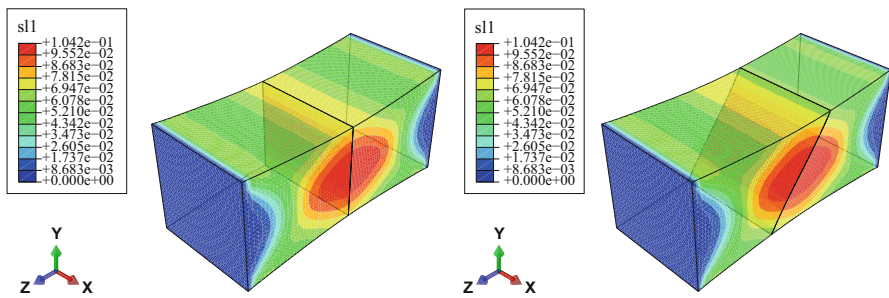 sl1
+1.042e−01
+9.552e−02
+8.683e−02
+7.815e−02
+6.947e−02
+6.078e−02
+5.210e−02
+4.342e−02
+3.473e−02
+2.605e−02
+1.737e−02
+8.683e−03
+0.000e+00
Y
Z X
sl1
+1.042e−01
+9.552e−02
+8.683e−02
+7.815e−02
+6.947e−02
+6.078e−02
+5.210e−02
+4.342e−02
+3.473e−02
+2.605e−02
+1.737e−02
+8.683e−03
+0.000e+00
Y
Z X